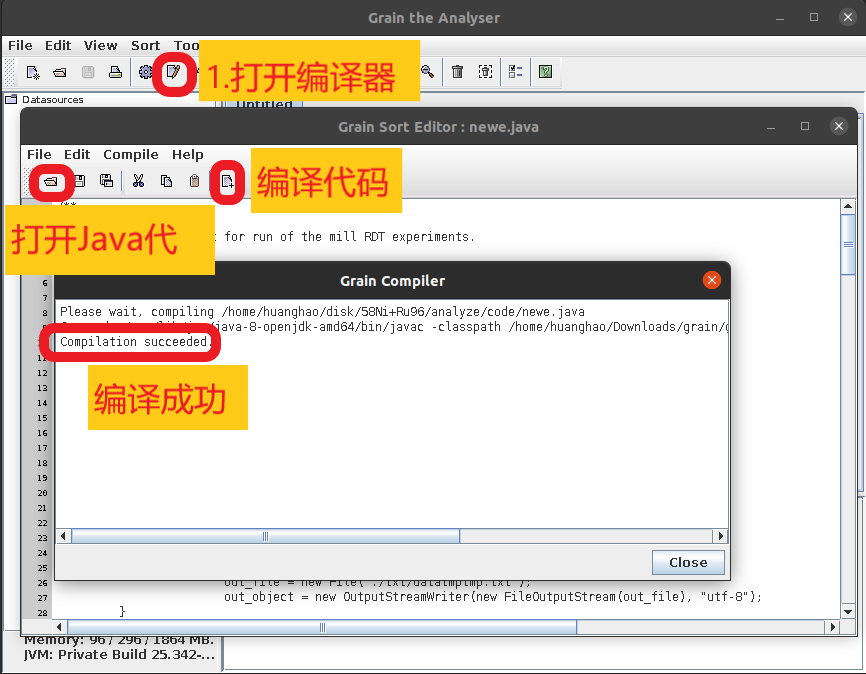 Grain the Analyser
File Edit View Sort Too
1.打开编译器
Datasources
Untitled
Grain Sort Editor : newe.java
File Edit Compile Help
编译代码
/**
打开Java代
for run of the mill RDT experiments.
6
7
8
9
Grain Compiler
Please wait, compiling /home/huanghao/disk/58Ni+Ru96/analyze/code/newe.java
/java-8-openjdk-amd64/bin/javac -classpath /home/huanghao/Downloads/grain/
Compilation succeeded.
编译成功
11
12
13
14
15
16
17
18
19
20
21
22
23
24
25
Close
26 out_file = new File("./txt/datatmptmp.txt");
27 out_object = new OutputStreamWriter(new FileOutputStream(out_file), "utf-8");
28 }
Memory: 96 / 296 / 1864 MB.
JVM: Private Build 25.342-...